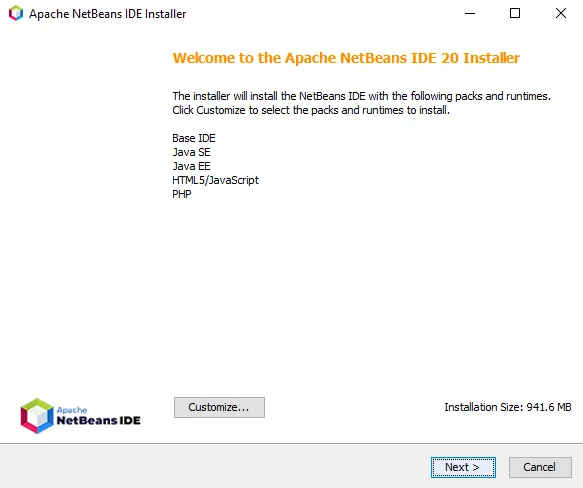 Apache NetBeans IDE Installer
Welcome to the Apache NetBeans IDE 20 Installer
The installer will install the NetBeans IDE with the following packs and runtimes.
Click Customize to select the packs and runtimes to install.
Base IDE
Java SE
Java EE
HTML5/JavaScript
PHP
Apache
NetBeans IDE
Customize...
Installation Size: 941.6 MB
Next >
Cancel